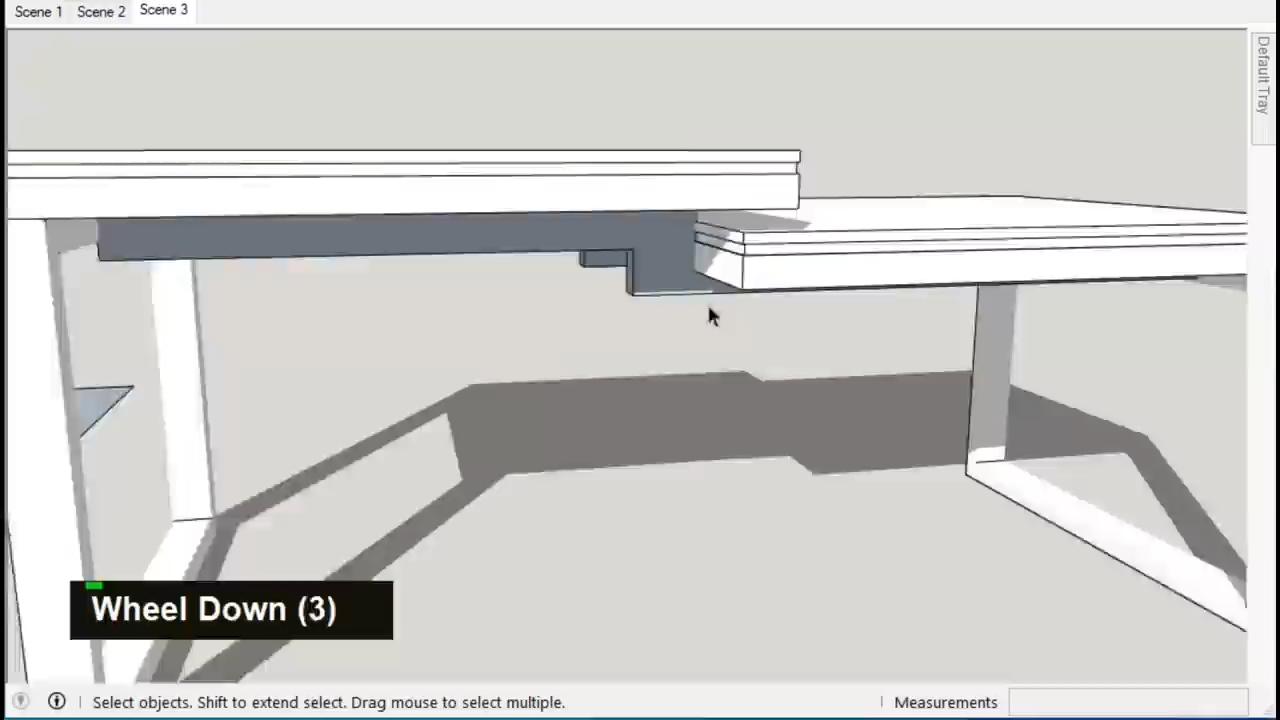 Scene 1 Scene 2 Scene 3
Default Tray
Wheel Down (3)
Select objects. Shift to extend select. Drag mouse to select multiple. Measurements